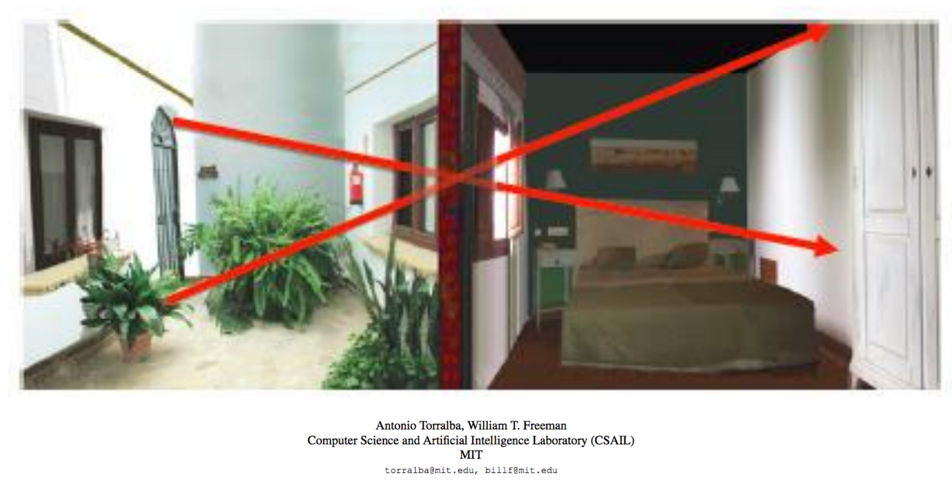 Antonio Torralba, William T. Freeman
Computer Science and Artificial Intelligence Laboratory (CSAIL)
MIT
torralba@mit.edu, billf@mit.edu